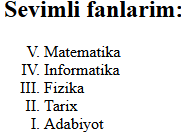 Sevimli fanlarim:
V. Matematika
IV. Informatika
III. Fizika
II. Tarix
I. Adabiyot